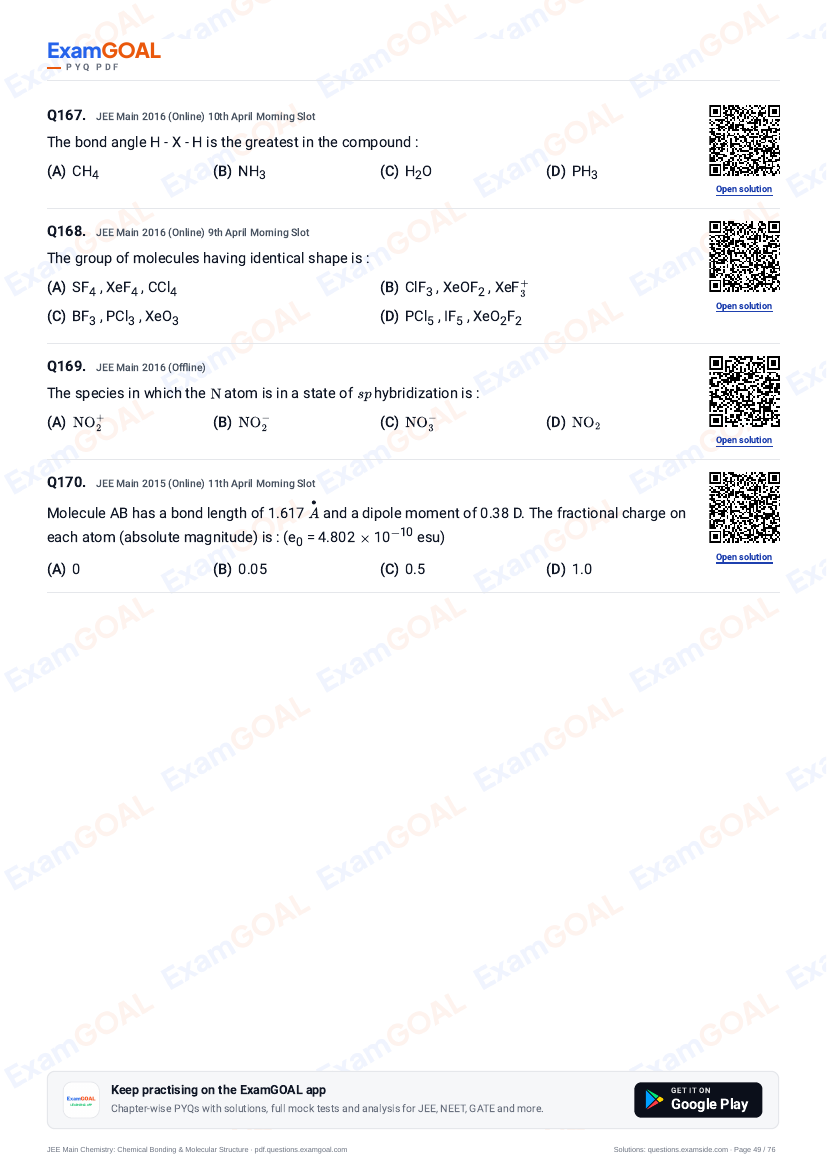 ExamGOAL
PYQ PDF
Q167. JEE Main 2016 (Online) 10th April Morning Slot
The bond angle H - X - H is the greatest in the compound :
(A) CH₄ (B) NH₃ (C) H₂O (D) PH₃
Open solution
Q168. JEE Main 2016 (Online) 9th April Morning Slot
The group of molecules having identical shape is :
(A) SF₄ , XeF₄ , CCl₄ (B) ClF₃ , XeOF₂ , XeF₃⁺
(C) BF₃ , PCl₃ , XeO₃ (D) PCl₅ , IF₅ , XeO₂F₂
Open solution
Q169. JEE Main 2016 (Offline)
The species in which the N atom is in a state of sp hybridization is :
(A) NO₂⁺ (B) NO₂⁻ (C) NO₃⁻ (D) NO₂
Open solution
Q170. JEE Main 2015 (Online) 11th April Morning Slot
Molecule AB has a bond length of 1.617 Ȧ and a dipole moment of 0.38 D. The fractional charge on
each atom (absolute magnitude) is : (e₀ = 4.802 × 10⁻¹⁰ esu)
(A) 0 (B) 0.05 (C) 0.5 (D) 1.0
Open solution
Keep practising on the ExamGOAL app
Chapter-wise PYQs with solutions, full mock tests and analysis for JEE, NEET, GATE and more.
GET IT ON
Google Play
JEE Main Chemistry: Chemical Bonding & Molecular Structure · pdf.questions.examgoal.com
Solutions: questions.examside.com · Page 49 / 76